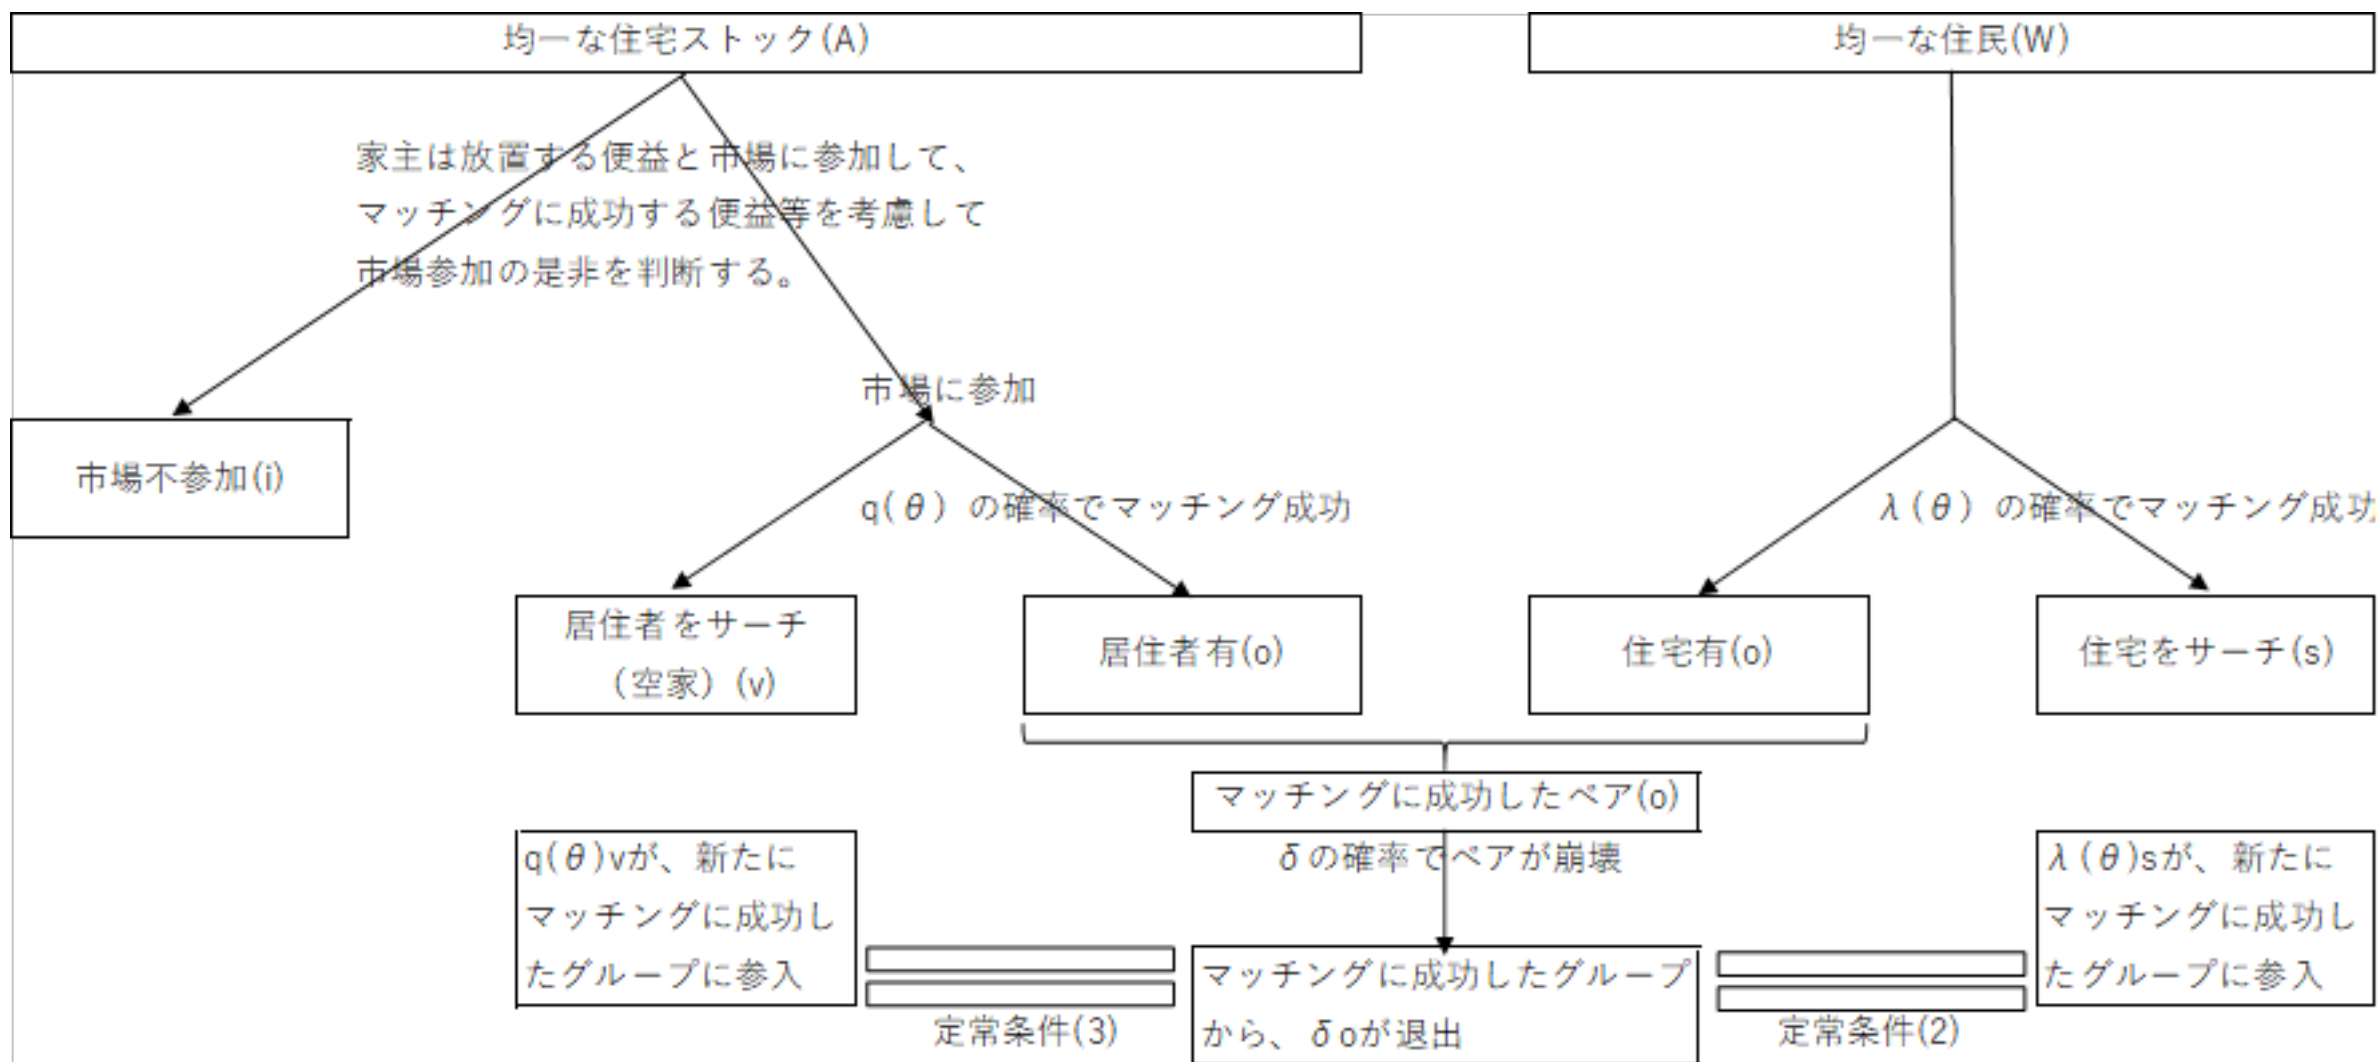 均一な住宅ストック(A)
均一な住民(W)
家主は放置する便益と市場に参加して、
マッチングに成功する便益等を考慮して
市場参加の是非を判断する。
市場に参加
市場不参加(i)
q(θ)の確率でマッチング成功
λ(θ)の確率でマッチング成功
居住者をサーチ
（空家）(v)
居住者有(o)
住宅有(o)
住宅をサーチ(s)
マッチングに成功したペア(o)
δの確率でペアが崩壊
q(θ)vが、新たに
マッチングに成功し
たグループに参入
マッチングに成功したグループ
から、δoが退出
λ(θ)sが、新たに
マッチングに成功し
たグループに参入
定常条件(3)
定常条件(2)